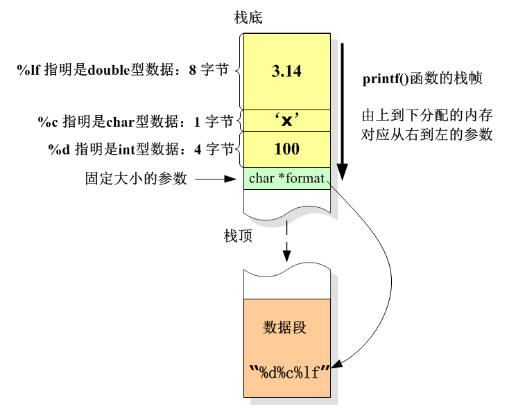 栈底
%lf 指明是double型数据：8 字节
3.14
printf()函数的栈帧
%c 指明是char型数据：1 字节
‘x’
由上到下分配的内存
对应从右到左的参数
%d 指明是int型数据：4 字节
100
固定大小的参数
char *format
栈顶
数据段
“%d%c%lf”